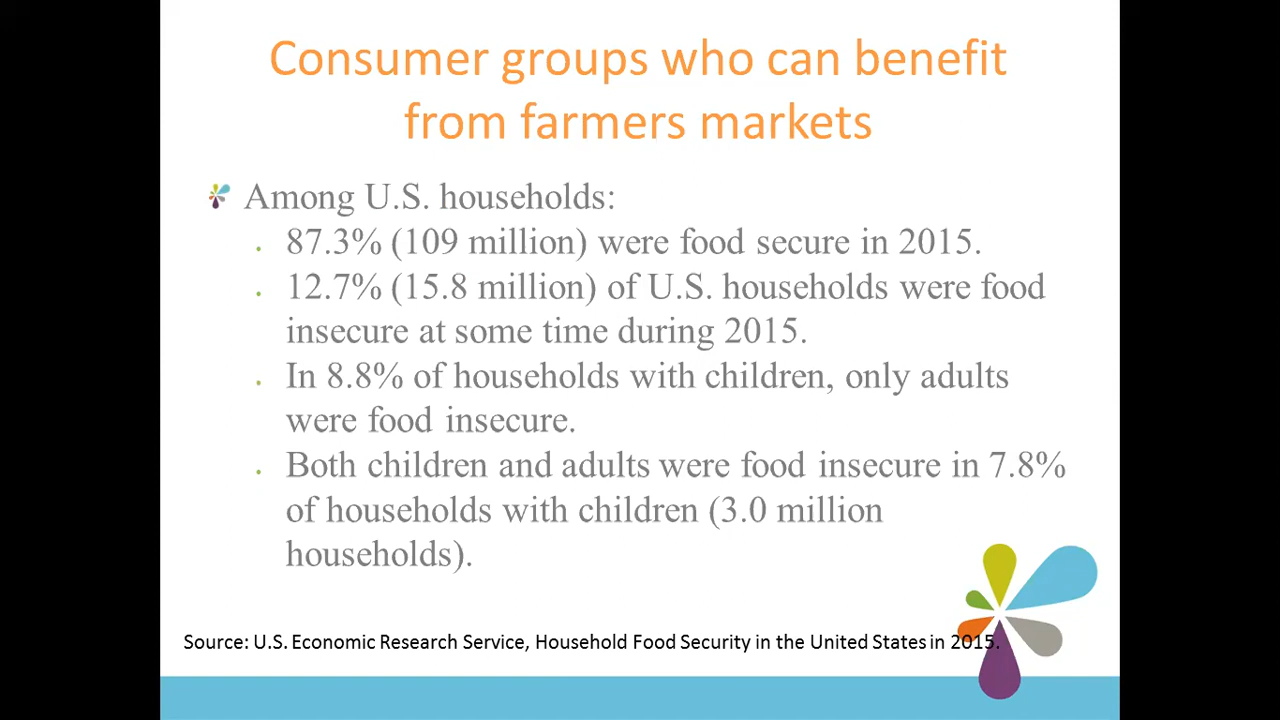 Consumer groups who can benefit
from farmers markets
Among U.S. households:
87.3% (109 million) were food secure in 2015.
12.7% (15.8 million) of U.S. households were food
insecure at some time during 2015.
In 8.8% of households with children, only adults
were food insecure.
Both children and adults were food insecure in 7.8%
of households with children (3.0 million
households).
Source: U.S. Economic Research Service, Household Food Security in the United States in 2015.